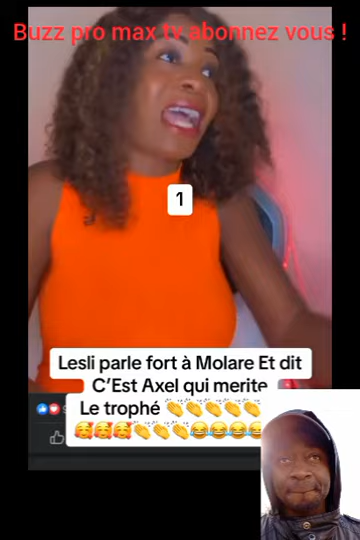 Buzz pro max tv abonnez vous !
1
Lesli parle fort à Molare Et dit
C’Est Axel qui merite
Le trophé 👏👏👏👏👏
🥰🥰🥰👏👏👏😂😂😂😂